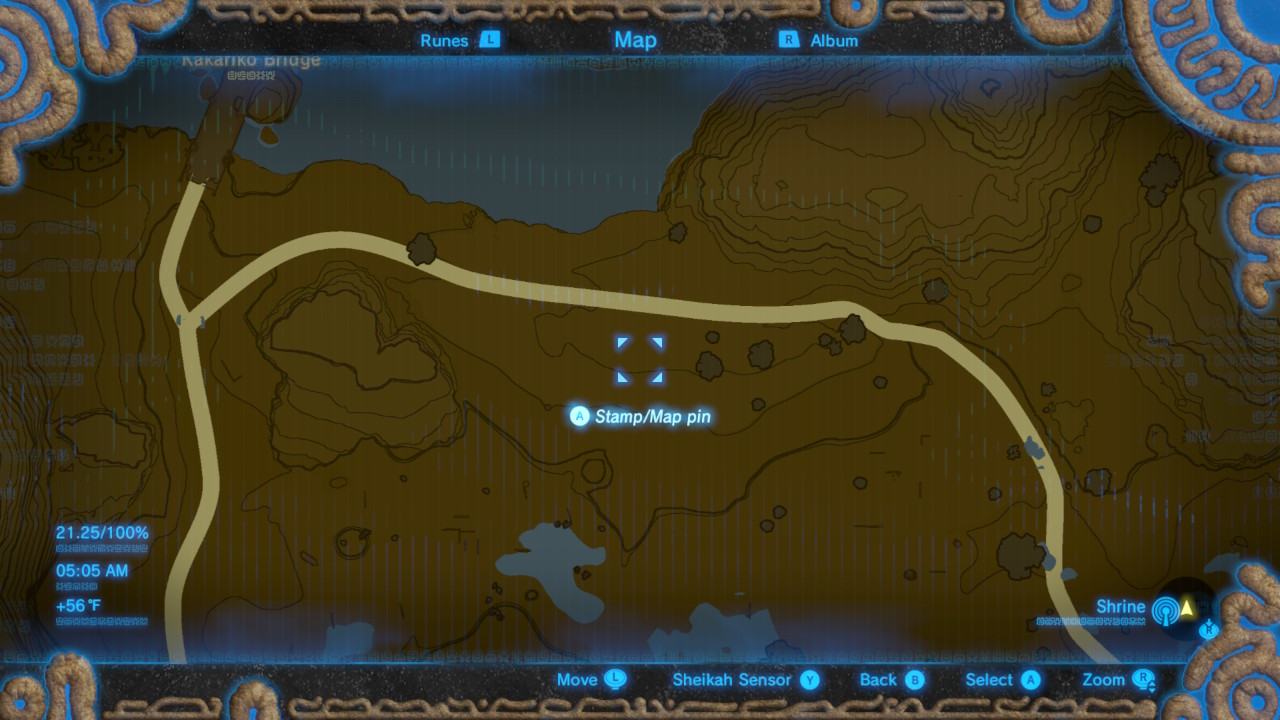 Runes L
Map
R Album
Kakariko Bridge
A Stamp/Map pin
21.25/100%
05:05 AM
+56°F
Shrine
R
Move L
Sheikah Sensor Y
Back B
Select A
Zoom R